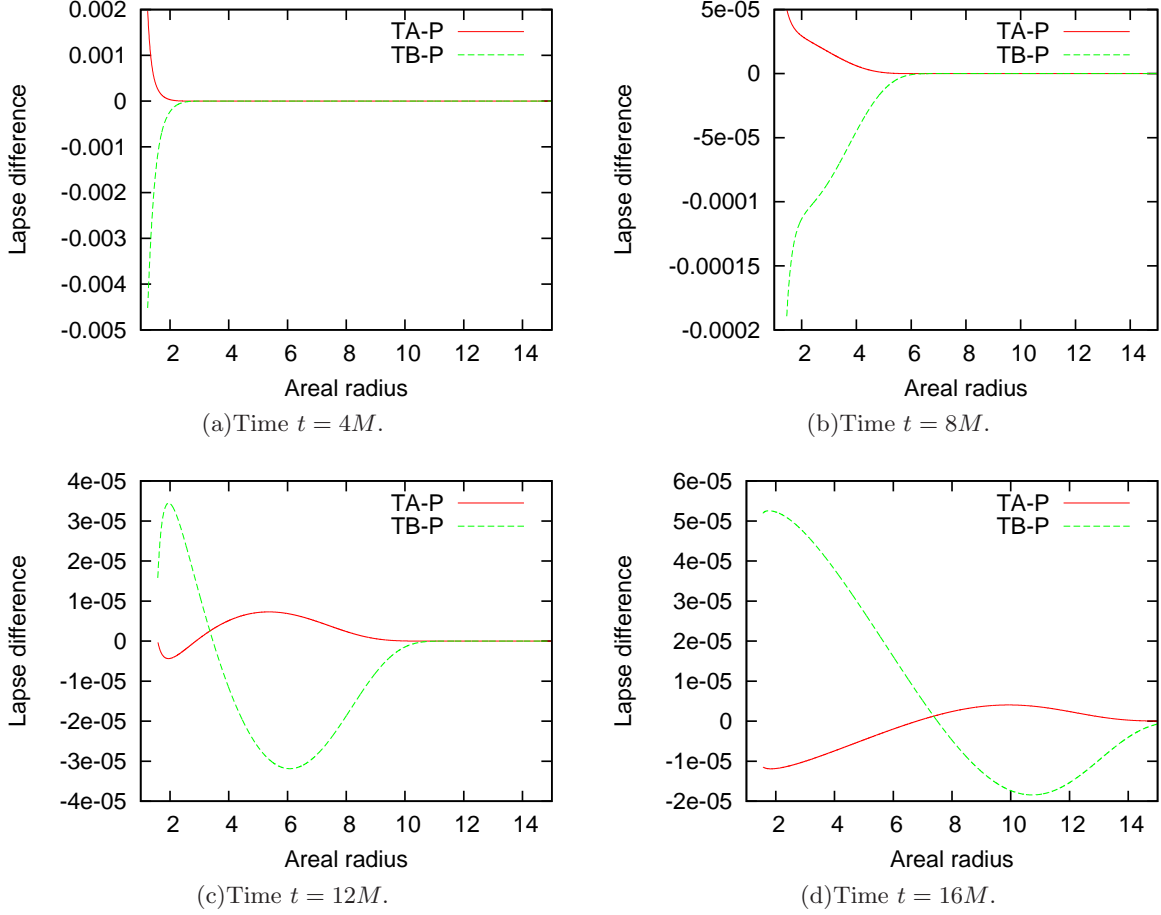 0.002
0.001
0
-0.001
-0.002
-0.003
-0.004
-0.005
Lapse difference
TA-P
TB-P
2 4 6 8 10 12 14
Areal radius
(a)Time t = 4M.
5e-05
0
-5e-05
-0.0001
-0.00015
-0.0002
Lapse difference
TA-P
TB-P
2 4 6 8 10 12 14
Areal radius
(b)Time t = 8M.
4e-05
3e-05
2e-05
1e-05
0
-1e-05
-2e-05
-3e-05
-4e-05
Lapse difference
TA-P
TB-P
2 4 6 8 10 12 14
Areal radius
(c)Time t = 12M.
6e-05
5e-05
4e-05
3e-05
2e-05
1e-05
0
-1e-05
-2e-05
Lapse difference
TA-P
TB-P
2 4 6 8 10 12 14
Areal radius
(d)Time t = 16M.